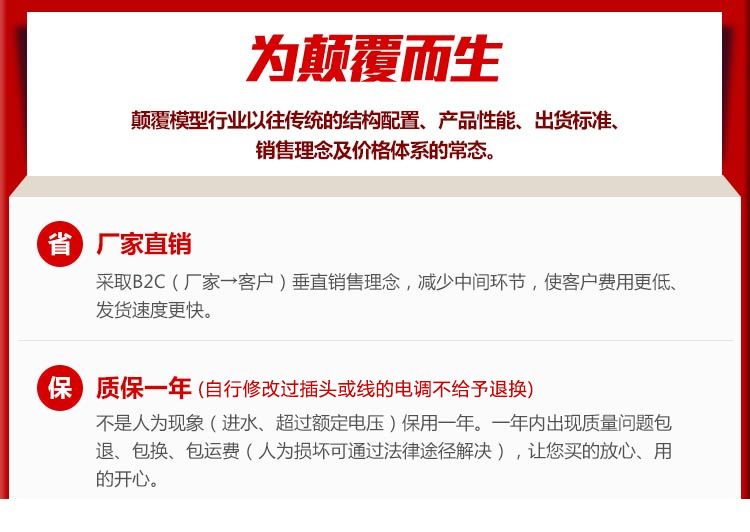 为颠覆而生
颠覆模型行业以往传统的结构配置、产品性能、出货标准、
销售理念及价格体系的常态。
省 厂家直销
采取B2C（厂家→客户）垂直销售理念，减少中间环节，使客户费用更低、
发货速度更快。
保 质保一年 (自行修改过插头或线的电调不给予退换)
不是人为现象（进水、超过额定电压）保用一年。一年内出现质量问题包
退、包换、包运费（人为损坏可通过法律途径解决），让您买的放心、用
的开心。